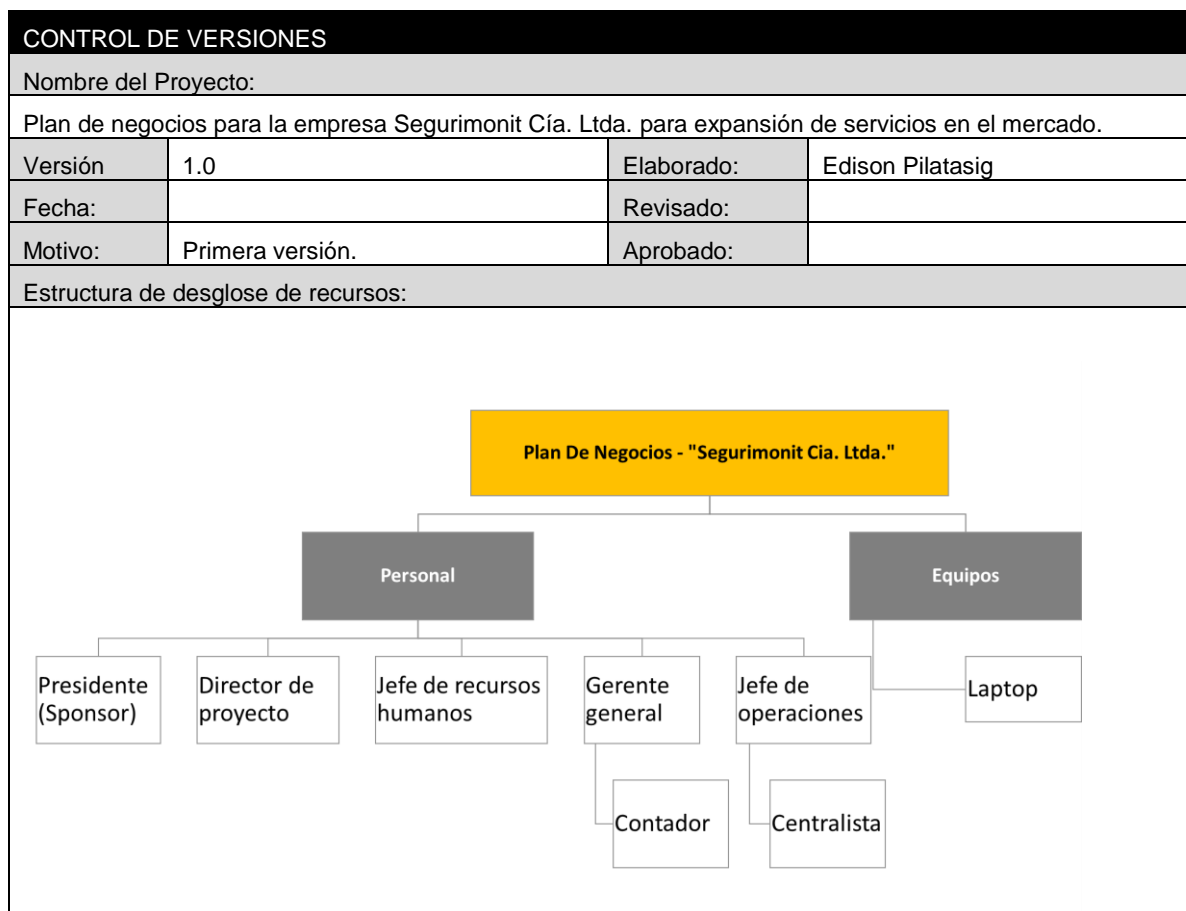 CONTROL DE VERSIONES
Nombre del Proyecto:
Plan de negocios para la empresa Segurimonit Cía. Ltda. para expansión de servicios en el mercado.
Versión 1.0 Elaborado: Edison Pilatasig
Fecha: Revisado:
Motivo: Primera versión. Aprobado:
Estructura de desglose de recursos:
Plan De Negocios - "Segurimonit Cia. Ltda."
Personal
Equipos
Presidente
(Sponsor)
Director de
proyecto
Jefe de recursos
humanos
Gerente
general
Jefe de
operaciones
Laptop
Contador
Centralista